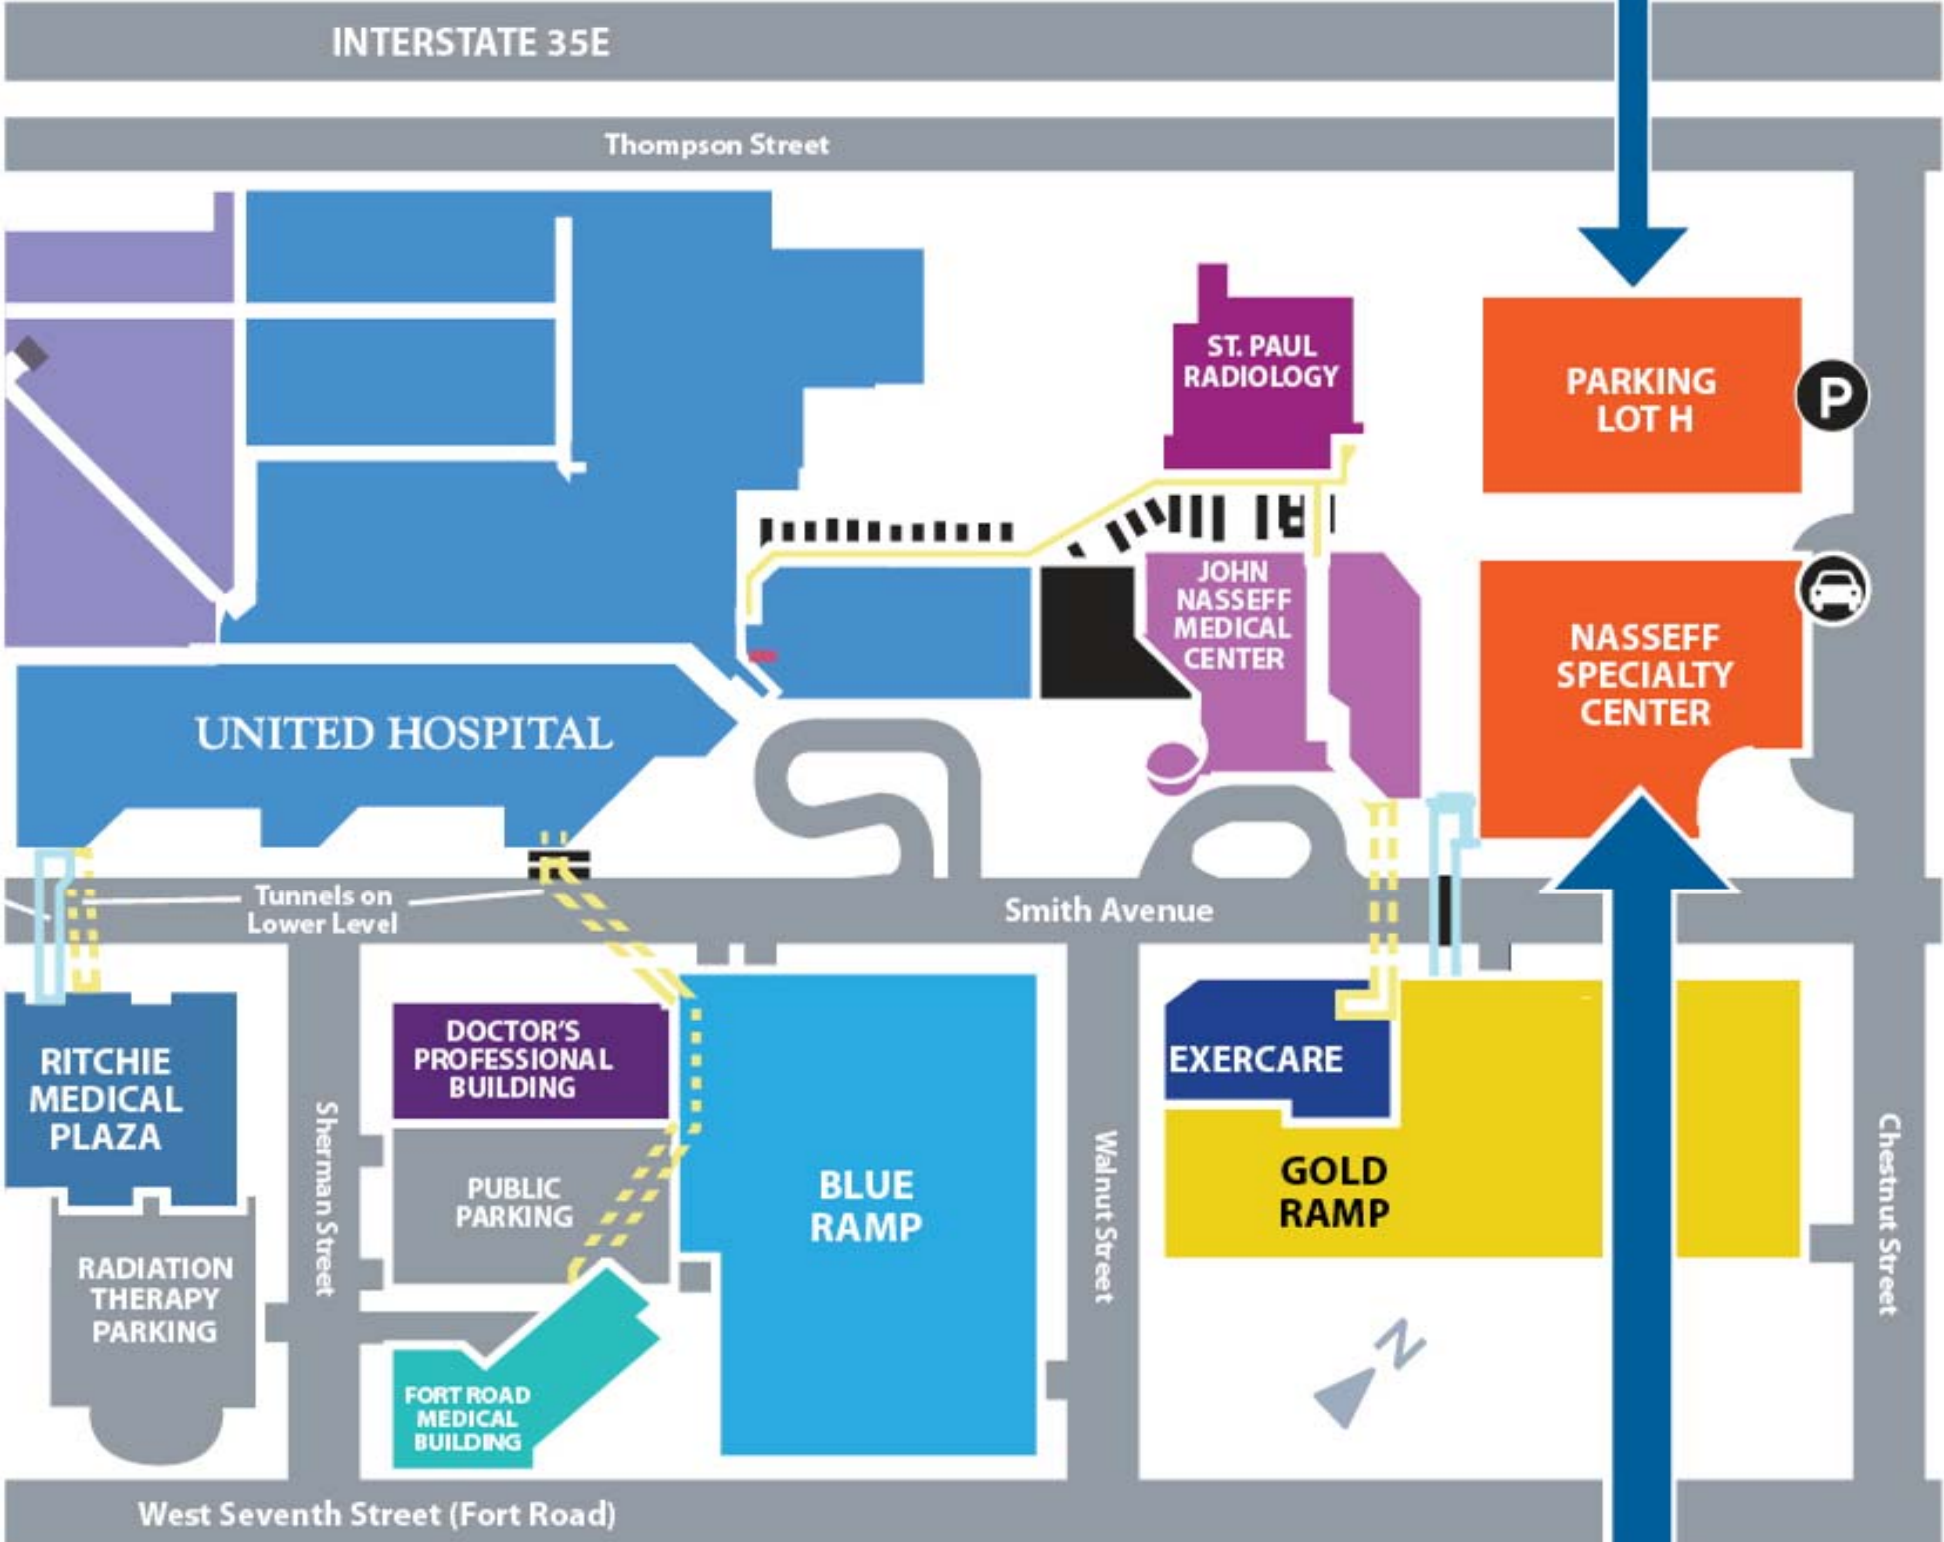 INTERSTATE 35E
Thompson Street
ST. PAUL
RADIOLOGY
PARKING
LOT H
P
JOHN
NASSEFF
MEDICAL
CENTER
NASSEFF
SPECIALTY
CENTER
UNITED HOSPITAL
Tunnels on
Lower Level
Smith Avenue
RITCHIE
MEDICAL
PLAZA
DOCTOR'S
PROFESSIONAL
BUILDING
EXERCARE
Sherman Street
PUBLIC
PARKING
BLUE
RAMP
Walnut Street
GOLD
RAMP
Chestnut Street
RADIATION
THERAPY
PARKING
N
FORT ROAD
MEDICAL
BUILDING
West Seventh Street (Fort Road)